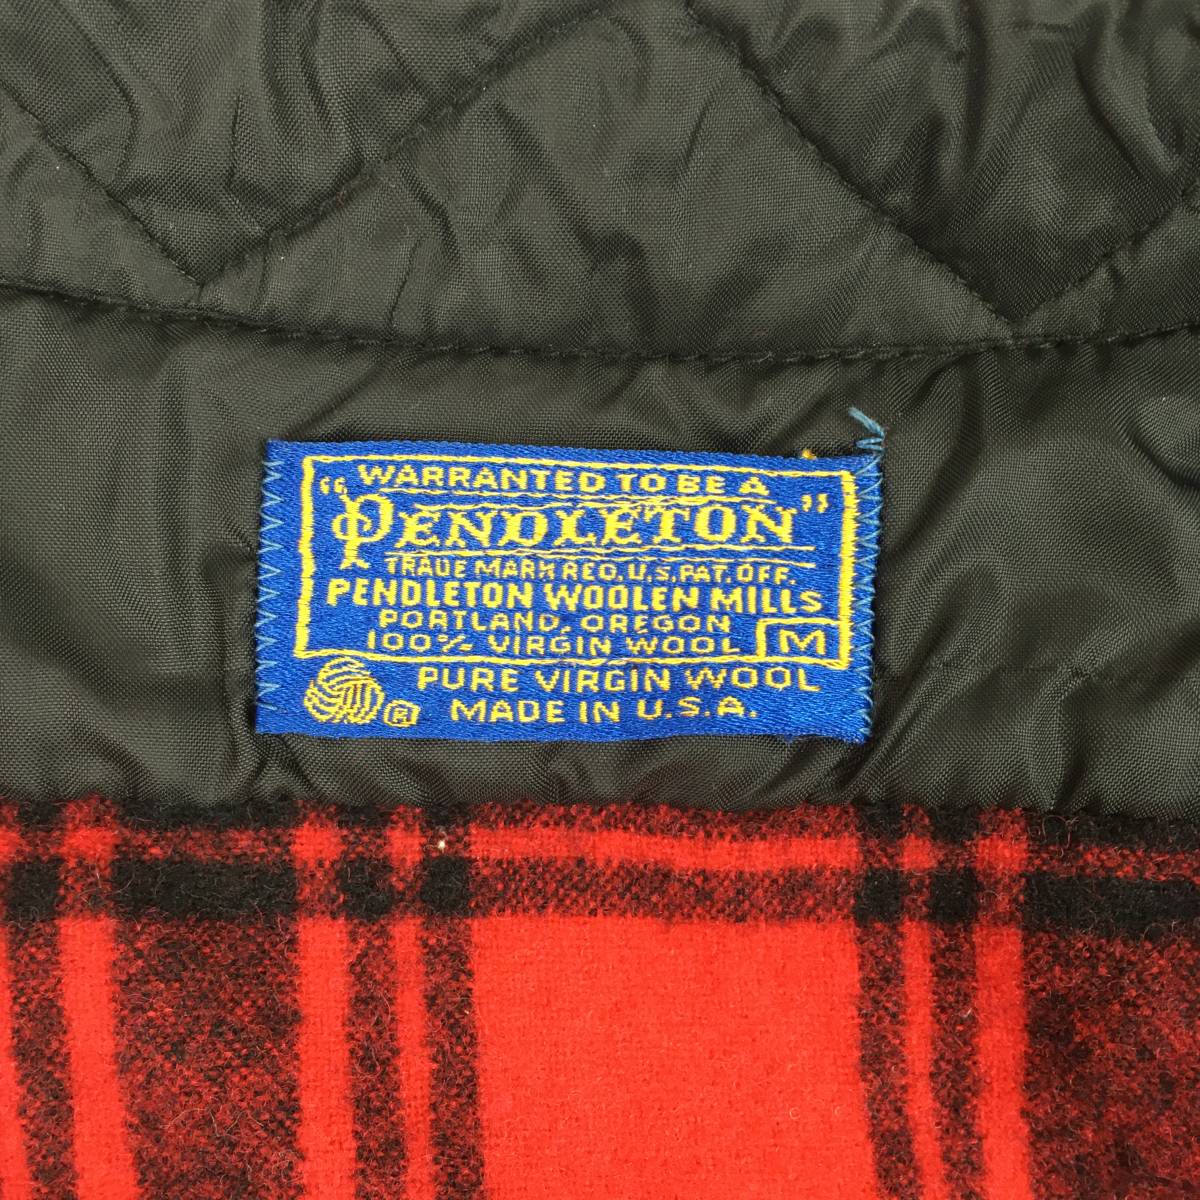 WARRANTED TO BE A
"PENDLETON"
TRADE MARK REG. U.S. PAT. OFF.
PENDLETON WOOLEN MILLS
PORTLAND, OREGON
100% VIRGIN WOOL M
PURE VIRGIN WOOL
® MADE IN U.S.A.